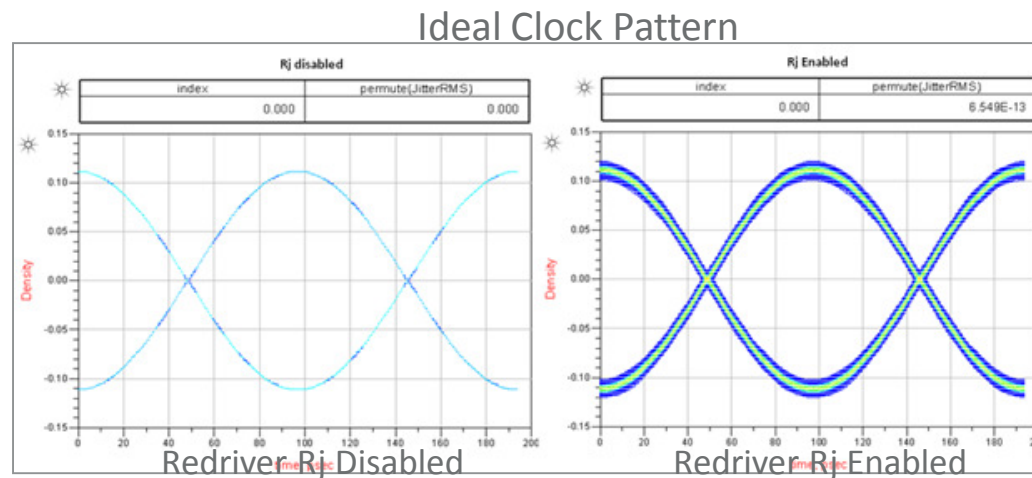 Ideal Clock Pattern
Rj disabled
index permute(JitterRMS)
0.000 0.000
0.15
0.10
0.05
0.00
-0.05
-0.10
-0.15
Density
0 20 40 60 80 100 120 140 160 180 200
time, psec
Redriver Rj Disabled
Rj Enabled
index permute(JitterRMS)
0.000 6.549E-13
0.15
0.10
0.05
0.00
-0.05
-0.10
-0.15
Density
0 20 40 60 80 100 120 140 160 180
Redriver Rj Enabled